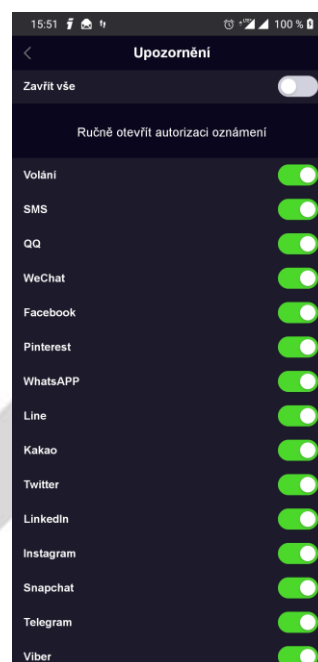 15:51 100 %
Upozornění
Zavřít vše
Ručně otevřít autorizaci oznámení
Volání
SMS
QQ
WeChat
Facebook
Pinterest
WhatsAPP
Line
Kakao
Twitter
LinkedIn
Instagram
Snapchat
Telegram
Viber